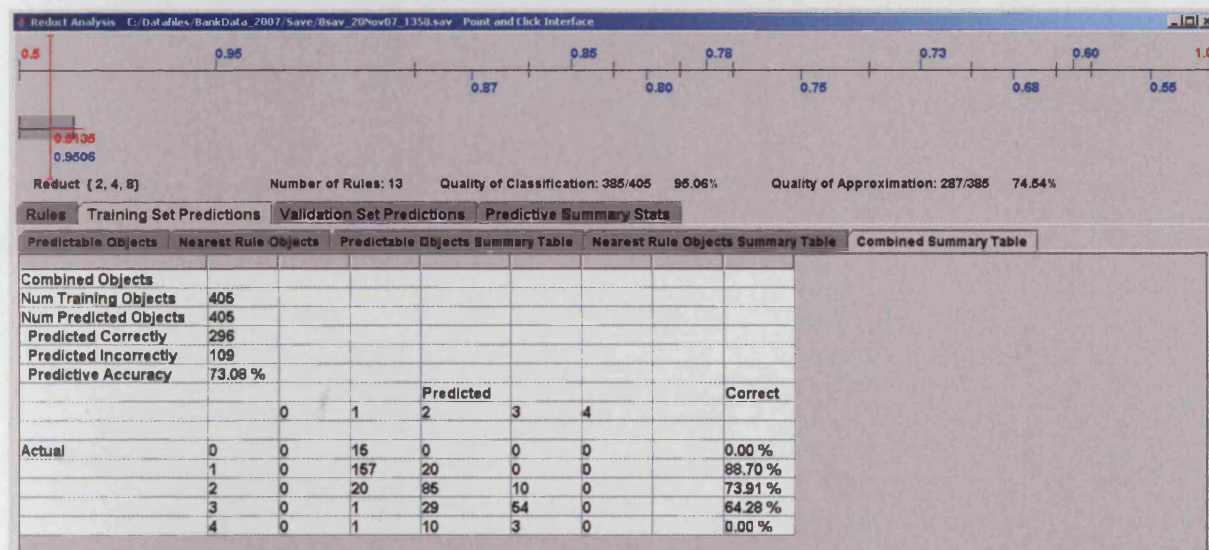 Reduct Analysis C:/Datafiles/BankData_2007/Save/8sav_20Nov07_1358.sav Point and Click Interface
0.5 0.95 0.85 0.78 0.73 0.60 1.0
0.87 0.80 0.75 0.68 0.55
0.5135
0.9506
Reduct {2, 4, 8} Number of Rules: 13 Quality of Classification: 385/405 95.06% Quality of Approximation: 287/385 74.54%
Rules Training Set Predictions Validation Set Predictions Predictive Summary Stats
Predictable Objects Nearest Rule Objects Predictable Objects Summary Table Nearest Rule Objects Summary Table Combined Summary Table
Combined Objects
Num Training Objects 405
Num Predicted Objects 405
Predicted Correctly 296
Predicted Incorrectly 109
Predictive Accuracy 73.08 %
Predicted Correct
0 1 2 3 4
Actual 0 0 15 0 0 0 0.00 %
1 0 157 20 0 0 88.70 %
2 0 20 85 10 0 73.91 %
3 0 1 29 54 0 64.28 %
4 0 1 10 3 0 0.00 %